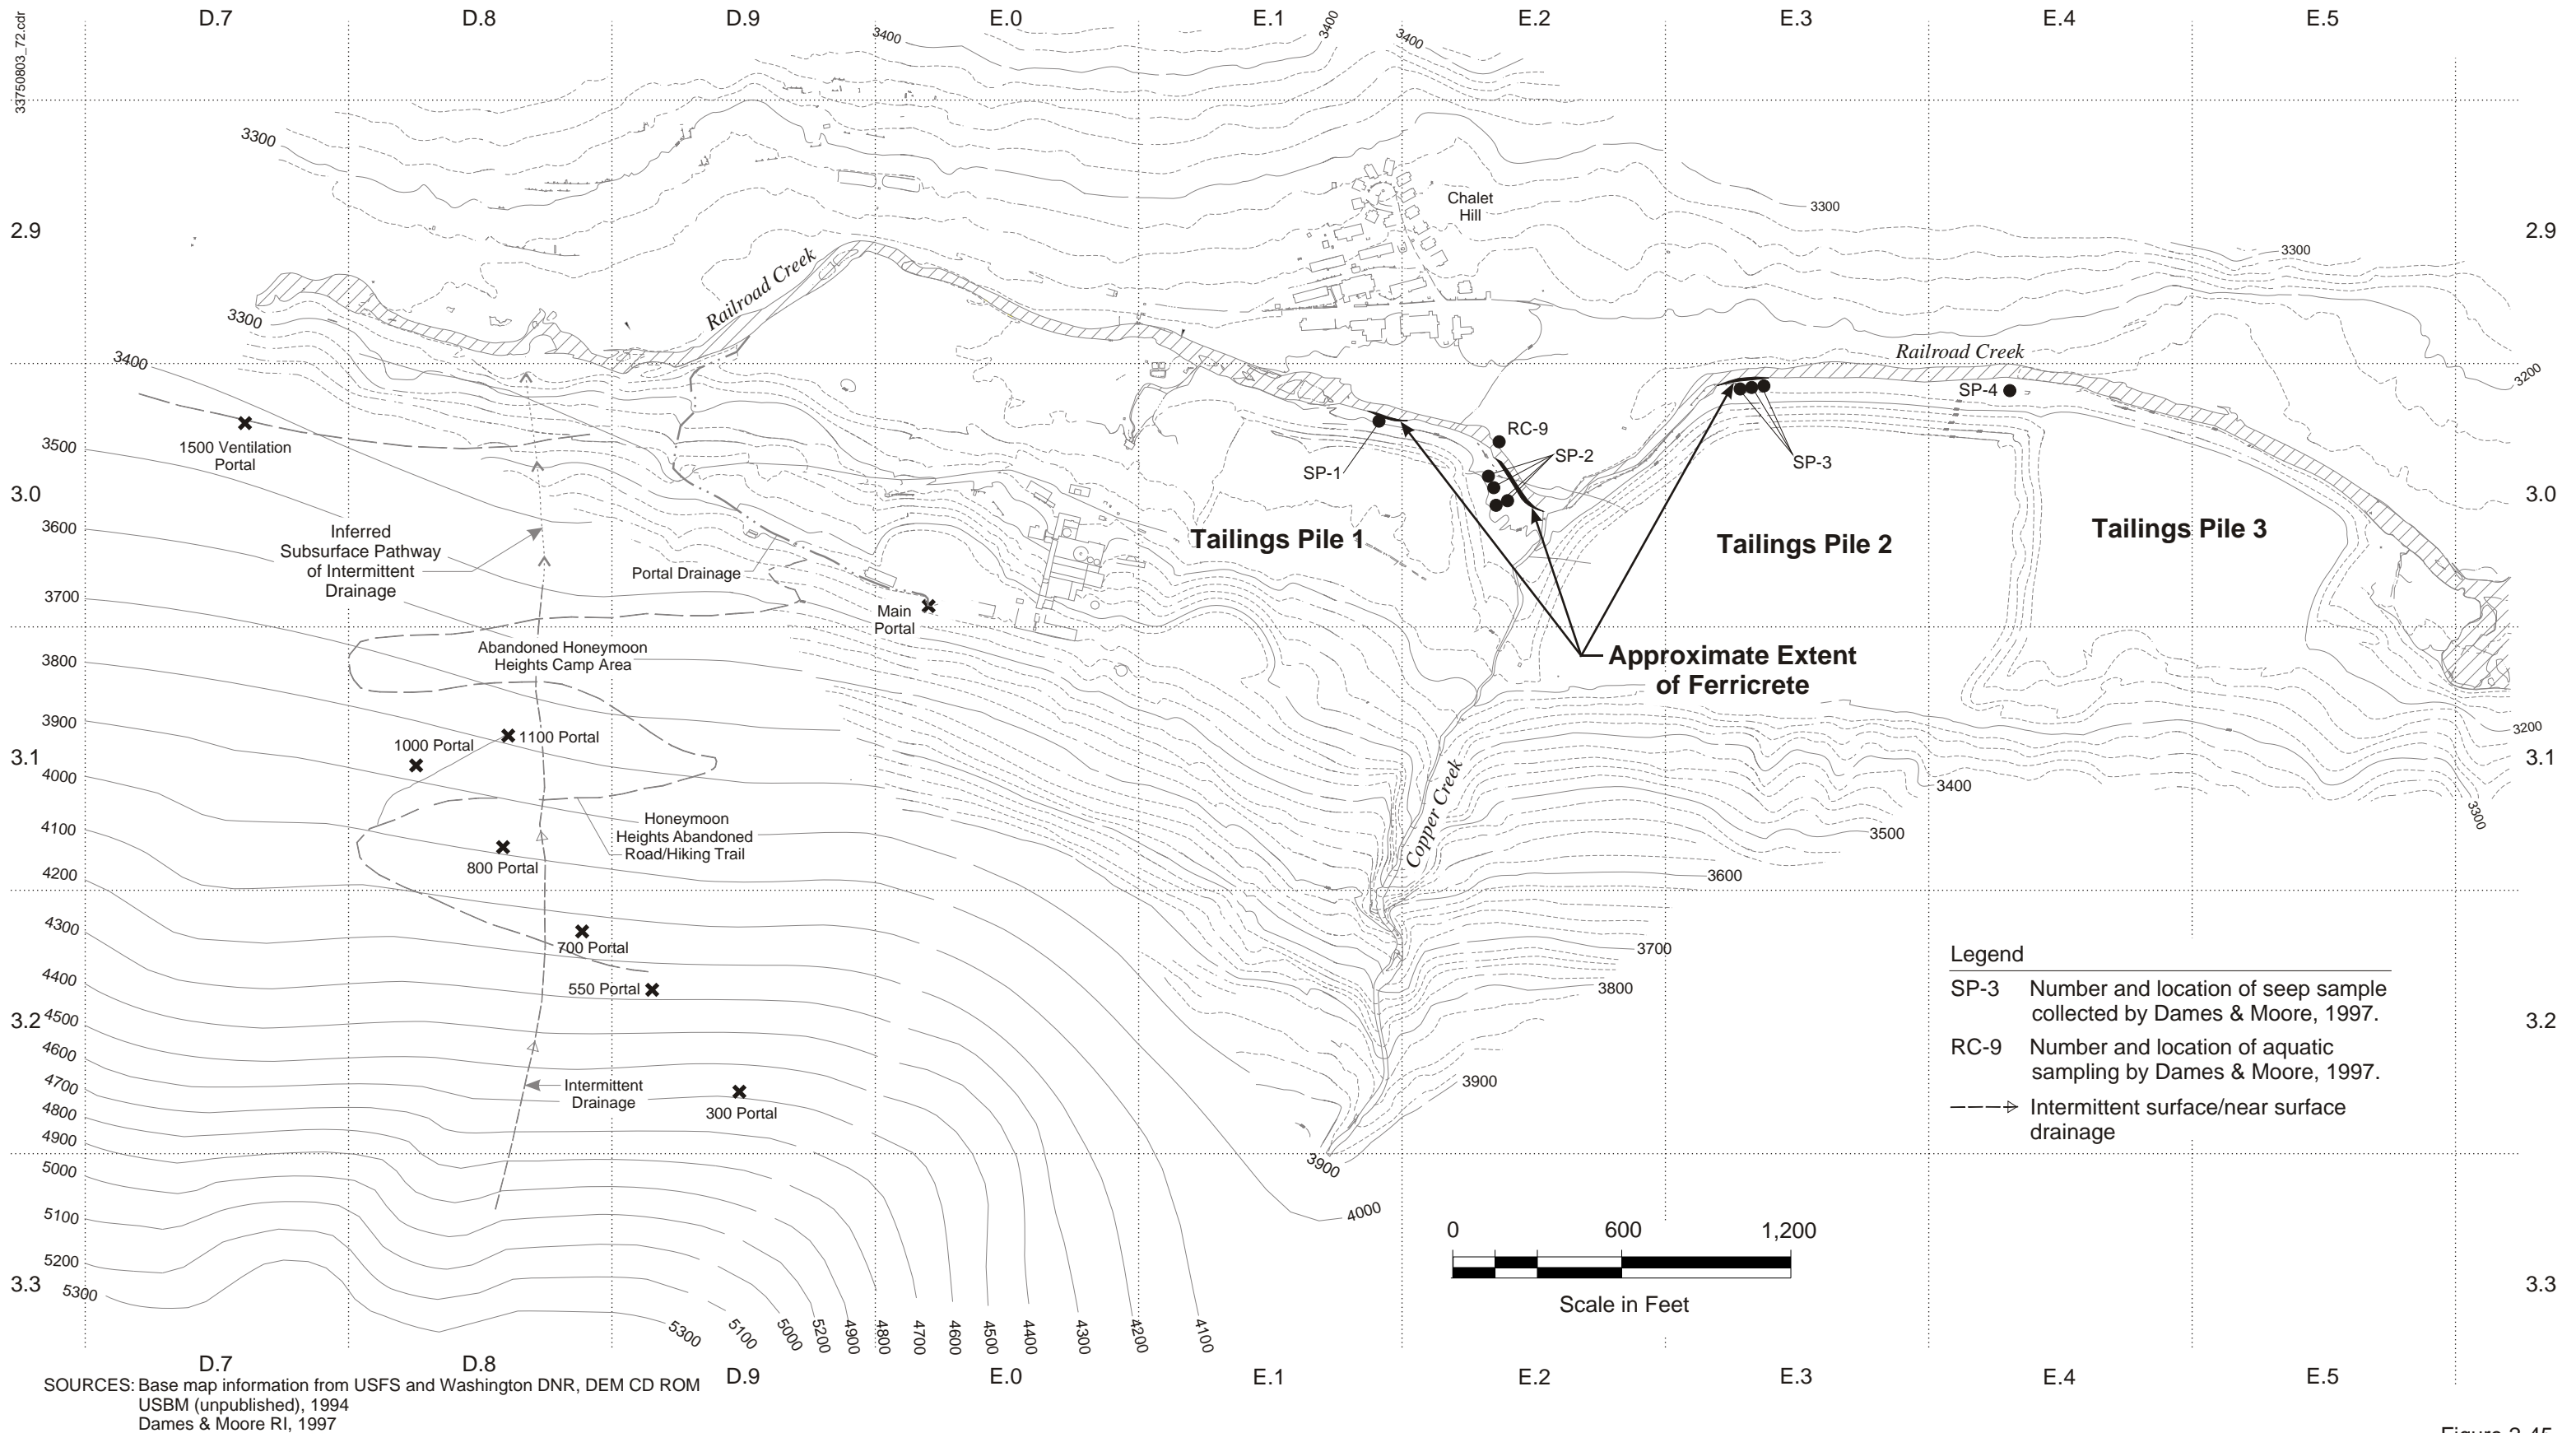 33750803_72.cdr
D.7 D.8 D.9 E.0 E.1 E.2 E.3 E.4 E.5
3400
3400
3400
3300
Chalet
Hill
3300
2.9
2.9
3300
Railroad Creek
3300
3400
Railroad Creek
3200
SP-4
1500 Ventilation
Portal
3500
RC-9
SP-1
SP-2
SP-3
3.0
3.0
3600
Inferred
Subsurface Pathway
of Intermittent
Drainage
Portal Drainage
Tailings Pile 1
Tailings Pile 2
Tailings Pile 3
3700
Main
Portal
Abandoned Honeymoon
Heights Camp Area
3800
Approximate Extent
of Ferricrete
3900
3200
1000 Portal
1100 Portal
3.1
3.1
4000
3400
3300
Copper Creek
Honeymoon
Heights Abandoned
Road/Hiking Trail
4100
3500
800 Portal
4200
3600
4300
700 Portal
3700
4400
550 Portal
3800
3.2
3.2
4500
4600
4700
Intermittent
Drainage
300 Portal
3900
4800
4900
5000
3900
5100
4000
5200
3.3
3.3
5300
5300 5100 5000 5200 4900 4800 4700 4600 4500 4400 4300 4200 4100
Legend
SP-3 Number and location of seep sample
collected by Dames & Moore, 1997.
RC-9 Number and location of aquatic
sampling by Dames & Moore, 1997.
Intermittent surface/near surface
drainage
0 600 1,200
Scale in Feet
D.7 D.8 D.9 E.0 E.1 E.2 E.3 E.4 E.5
SOURCES: Base map information from USFS and Washington DNR, DEM CD ROM
USBM (unpublished), 1994
Dames & Moore RI, 1997